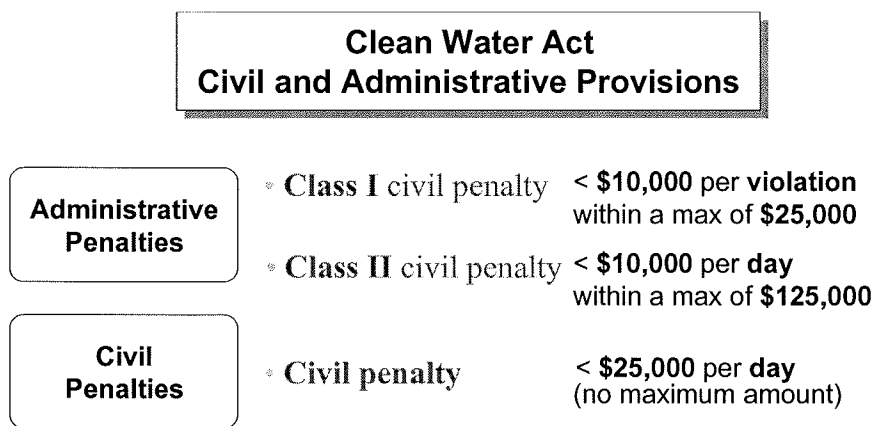 Clean Water Act
Civil and Administrative Provisions
Administrative
Penalties
• Class I civil penalty < $10,000 per violation
within a max of $25,000
• Class II civil penalty < $10,000 per day
within a max of $125,000
Civil
Penalties
• Civil penalty < $25,000 per day
(no maximum amount)